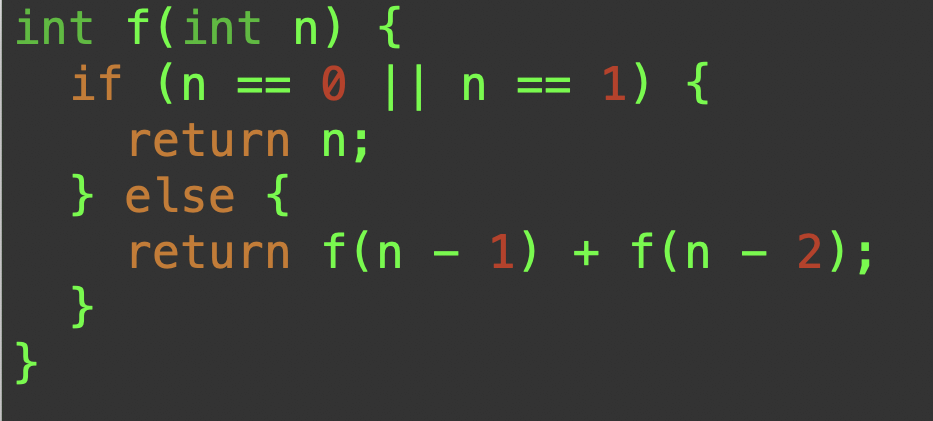 int f(int n) {
  if (n == 0 || n == 1) {
    return n;
  } else {
    return f(n - 1) + f(n - 2);
  }
}